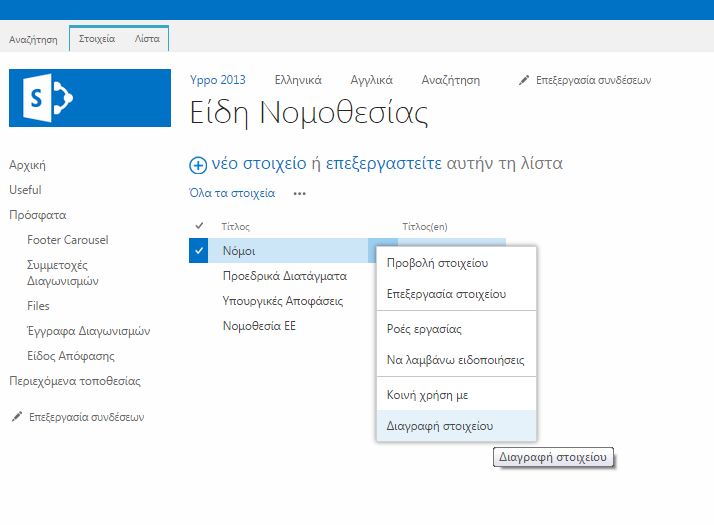 Αναζήτηση Στοιχεία Λίστα
S
Yppo 2013 Ελληνικά Αγγλικά Αναζήτηση Επεξεργασία συνδέσεων
Είδη Νομοθεσίας
Αρχική
Useful
Πρόσφατα
Footer Carousel
Συμμετοχές
Διαγωνισμών
Files
Έγγραφα Διαγωνισμών
Είδος Απόφασης
Περιεχόμενα τοποθεσίας
Επεξεργασία συνδέσεων
νέο στοιχείο ή επεξεργαστείτε αυτήν τη λίστα
Όλα τα στοιχεία ···
Τίτλος Τίτλος(en)
Νόμοι
Προεδρικά Διατάγματα
Υπουργικές Αποφάσεις
Νομοθεσία ΕΕ
Προβολή στοιχείου
Επεξεργασία στοιχείου
Ροές εργασίας
Να λαμβάνω ειδοποιήσεις
Κοινή χρήση με
Διαγραφή στοιχείου
Διαγραφή στοιχείου